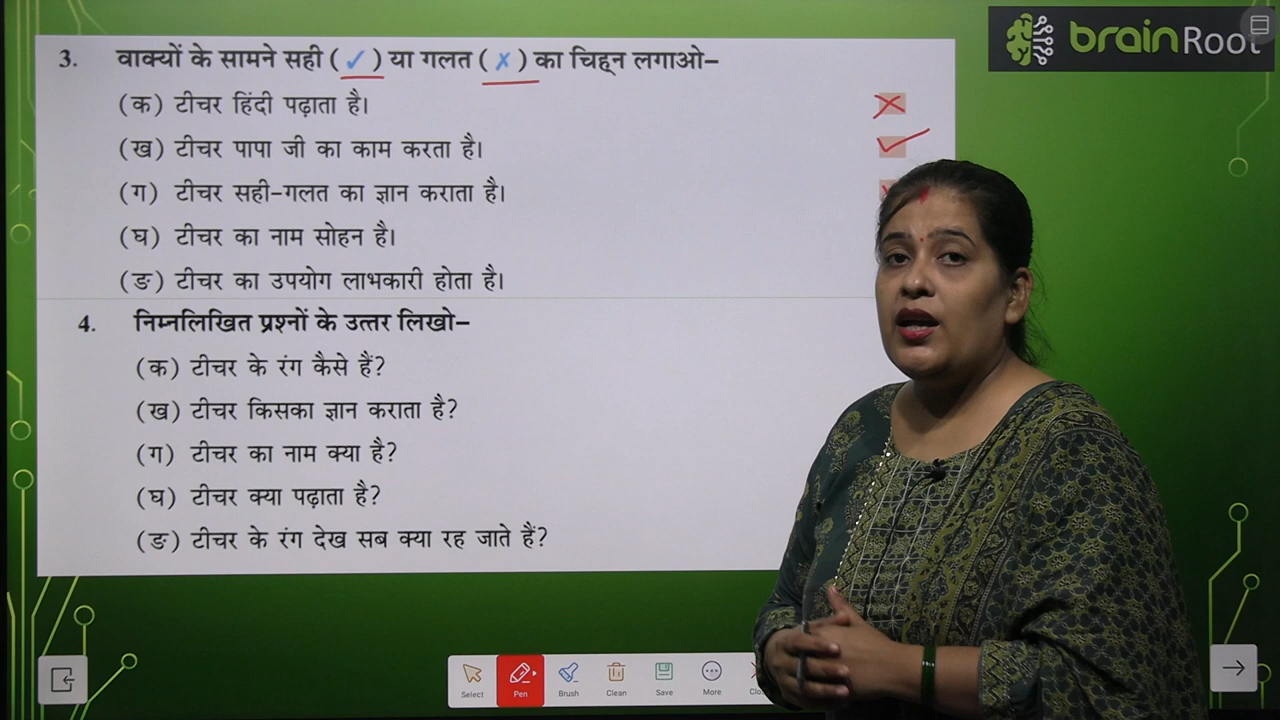 brainRoot
3. वाक्यों के सामने सही (✓) या गलत (✗) का चिह्न लगाओ–
(क) टीचर हिंदी पढ़ाता है। ✗
(ख) टीचर पापा जी का काम करता है। ✓
(ग) टीचर सही-गलत का ज्ञान कराता है।
(घ) टीचर का नाम सोहन है।
(ङ) टीचर का उपयोग लाभकारी होता है।
4. निम्नलिखित प्रश्नों के उत्तर लिखो–
(क) टीचर के रंग कैसे हैं?
(ख) टीचर किसका ज्ञान कराता है?
(ग) टीचर का नाम क्या है?
(घ) टीचर क्या पढ़ाता है?
(ङ) टीचर के रंग देख सब क्या रह जाते हैं?
Select Pen Brush Clean Save More